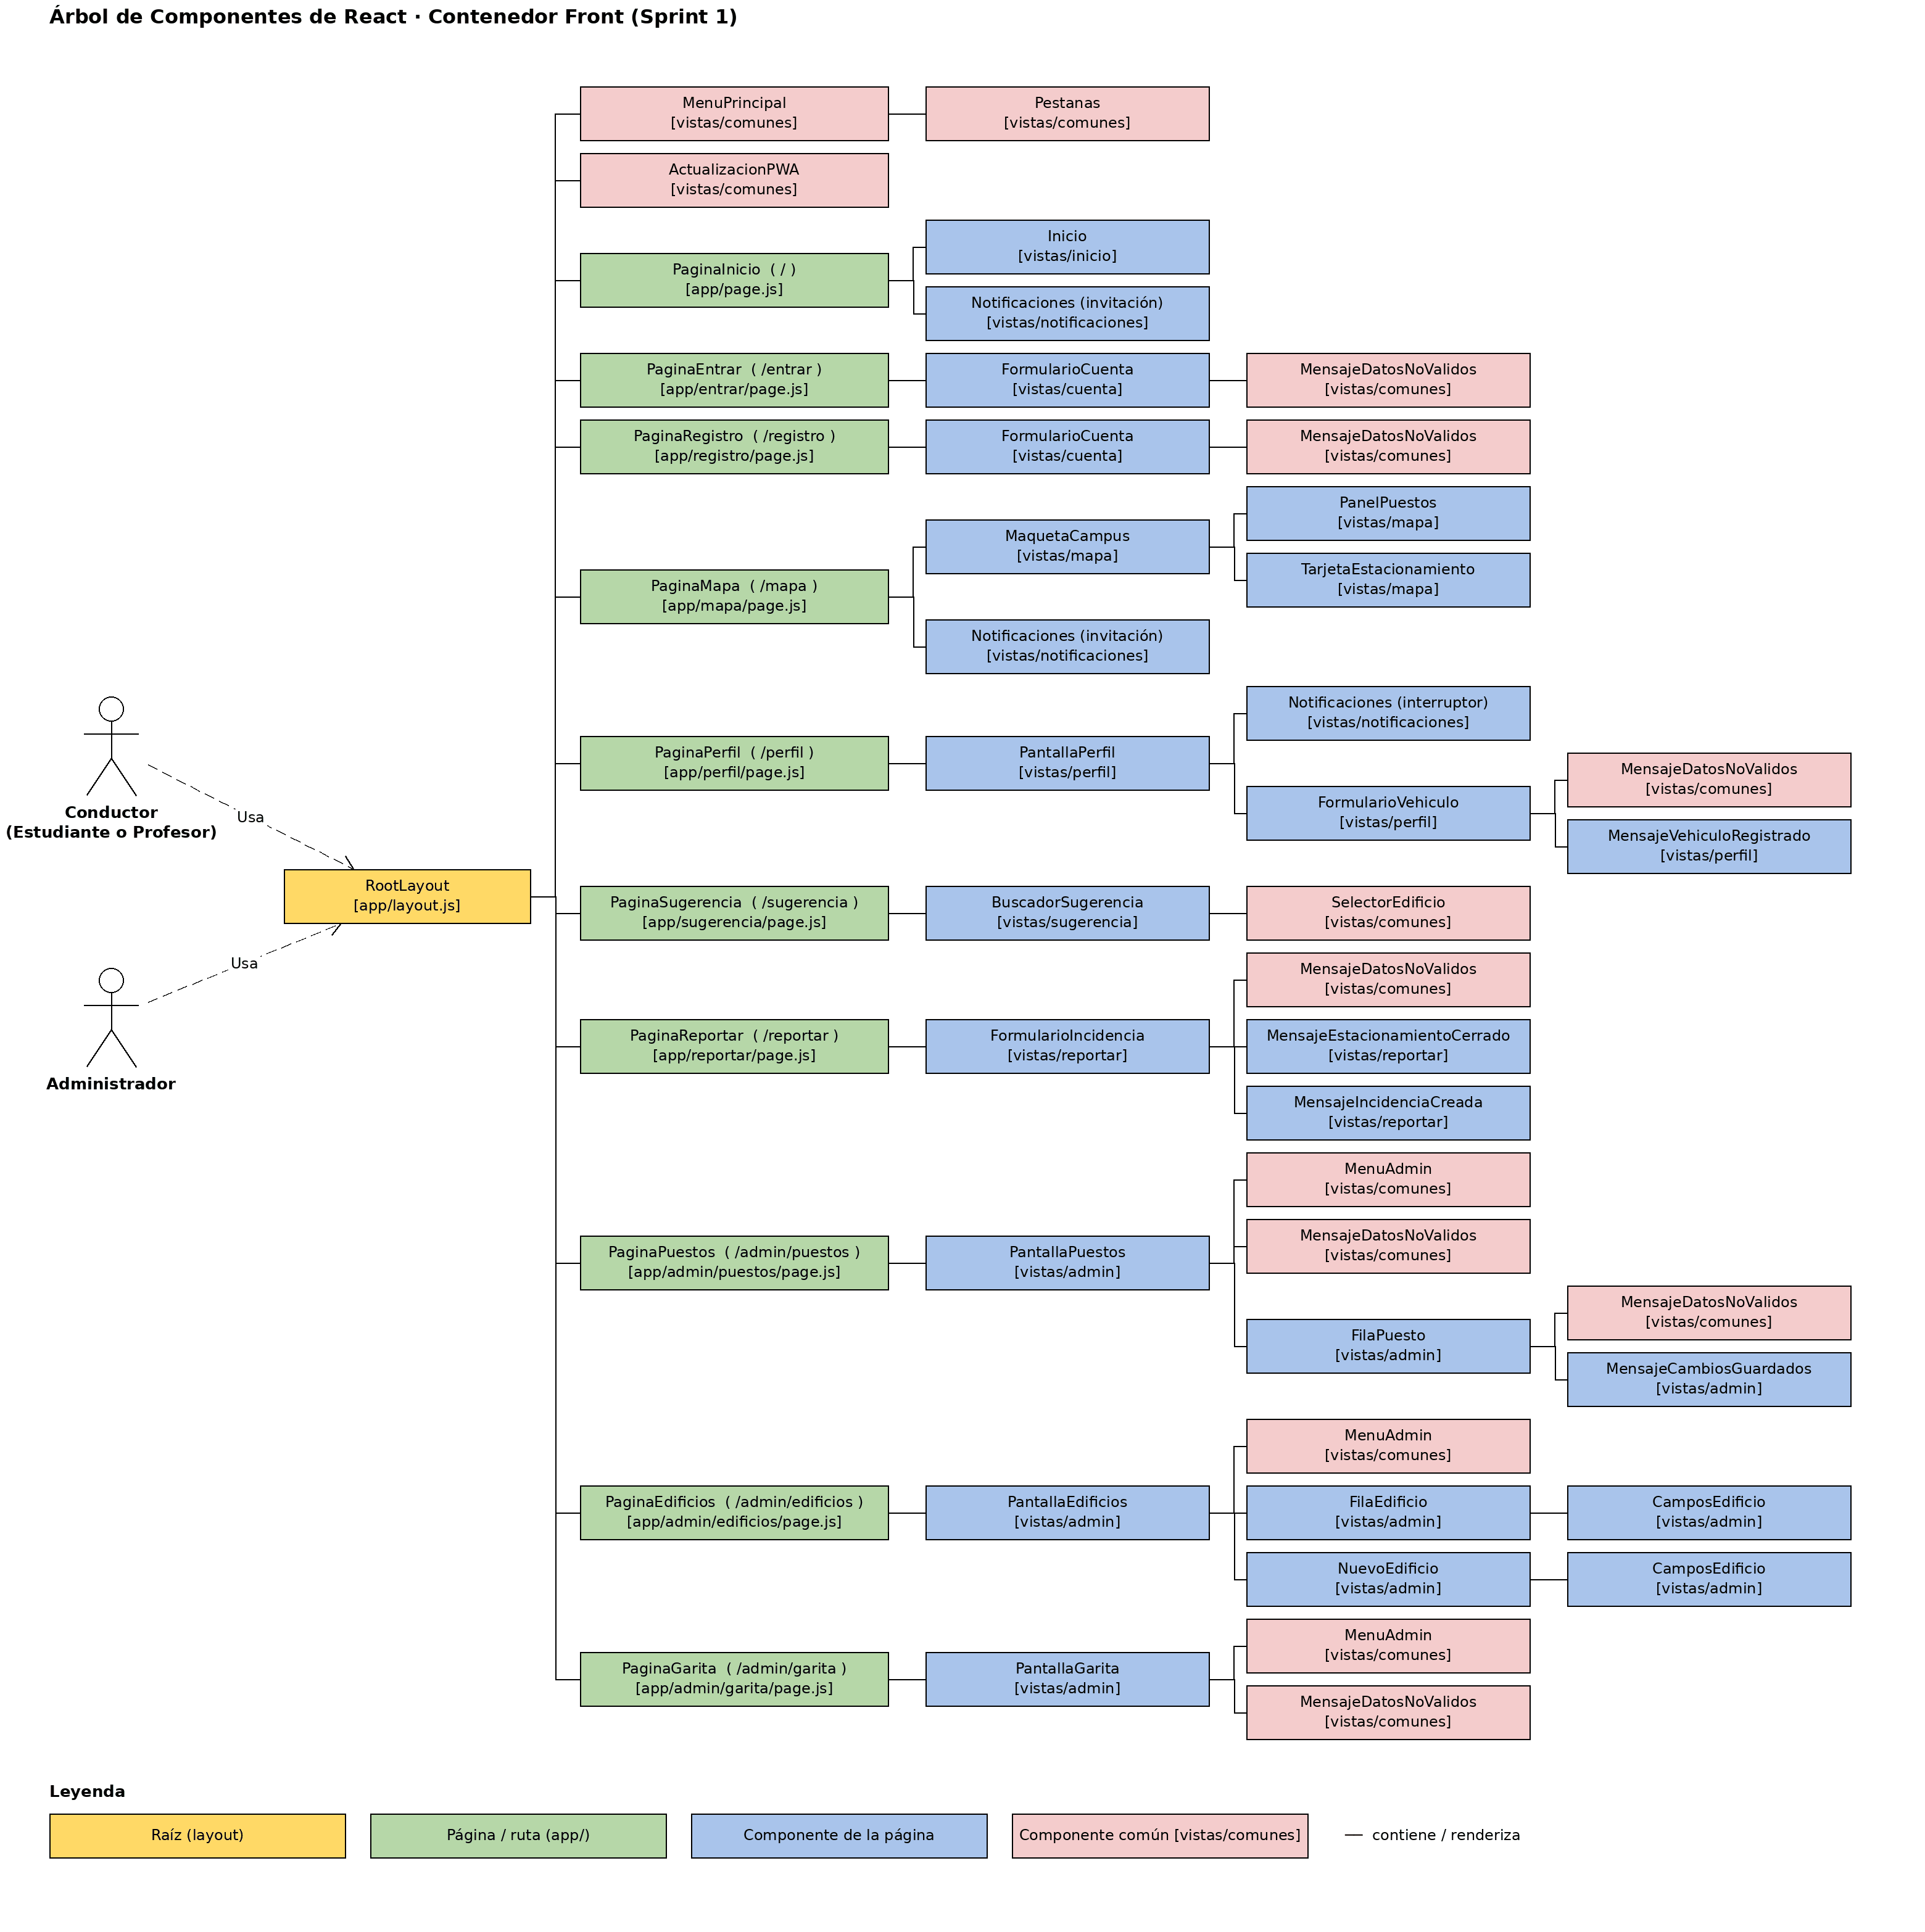 Árbol de Componentes de React · Contenedor Front (Sprint 1)
MenuPrincipal
[vistas/comunes]
Pestanas
[vistas/comunes]
ActualizacionPWA
[vistas/comunes]
Inicio
[vistas/inicio]
PaginaInicio ( / )
[app/page.js]
Notificaciones (invitación)
[vistas/notificaciones]
PaginaEntrar ( /entrar )
[app/entrar/page.js]
FormularioCuenta
[vistas/cuenta]
MensajeDatosNoValidos
[vistas/comunes]
PaginaRegistro ( /registro )
[app/registro/page.js]
FormularioCuenta
[vistas/cuenta]
MensajeDatosNoValidos
[vistas/comunes]
PanelPuestos
[vistas/mapa]
MaquetaCampus
[vistas/mapa]
TarjetaEstacionamiento
[vistas/mapa]
PaginaMapa ( /mapa )
[app/mapa/page.js]
Notificaciones (invitación)
[vistas/notificaciones]
Notificaciones (interruptor)
[vistas/notificaciones]
PaginaPerfil ( /perfil )
[app/perfil/page.js]
PantallaPerfil
[vistas/perfil]
MensajeDatosNoValidos
[vistas/comunes]
FormularioVehiculo
[vistas/perfil]
MensajeVehiculoRegistrado
[vistas/perfil]
Conductor
(Estudiante o Profesor)
Usa
RootLayout
[app/layout.js]
PaginaSugerencia ( /sugerencia )
[app/sugerencia/page.js]
BuscadorSugerencia
[vistas/sugerencia]
SelectorEdificio
[vistas/comunes]
Usa
Administrador
MensajeDatosNoValidos
[vistas/comunes]
PaginaReportar ( /reportar )
[app/reportar/page.js]
FormularioIncidencia
[vistas/reportar]
MensajeEstacionamientoCerrado
[vistas/reportar]
MensajeIncidenciaCreada
[vistas/reportar]
MenuAdmin
[vistas/comunes]
MensajeDatosNoValidos
[vistas/comunes]
PaginaPuestos ( /admin/puestos )
[app/admin/puestos/page.js]
PantallaPuestos
[vistas/admin]
MensajeDatosNoValidos
[vistas/comunes]
FilaPuesto
[vistas/admin]
MensajeCambiosGuardados
[vistas/admin]
MenuAdmin
[vistas/comunes]
PaginaEdificios ( /admin/edificios )
[app/admin/edificios/page.js]
PantallaEdificios
[vistas/admin]
FilaEdificio
[vistas/admin]
CamposEdificio
[vistas/admin]
NuevoEdificio
[vistas/admin]
CamposEdificio
[vistas/admin]
MenuAdmin
[vistas/comunes]
PaginaGarita ( /admin/garita )
[app/admin/garita/page.js]
PantallaGarita
[vistas/admin]
MensajeDatosNoValidos
[vistas/comunes]
Leyenda
Raíz (layout)
Página / ruta (app/)
Componente de la página
Componente común [vistas/comunes]
contiene / renderiza